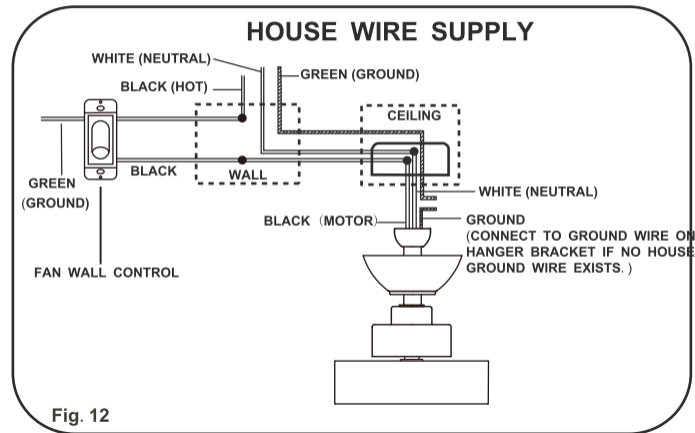 HOUSE WIRE SUPPLY
WHITE (NEUTRAL)
GREEN (GROUND)
BLACK (HOT)
CEILING
BLACK
WALL
GREEN
(GROUND)
WHITE (NEUTRAL)
BLACK (MOTOR)
GROUND
(CONNECT TO GROUND WIRE ON
HANGER BRACKET IF NO HOUSE
GROUND WIRE EXISTS. )
FAN WALL CONTROL
Fig. 12